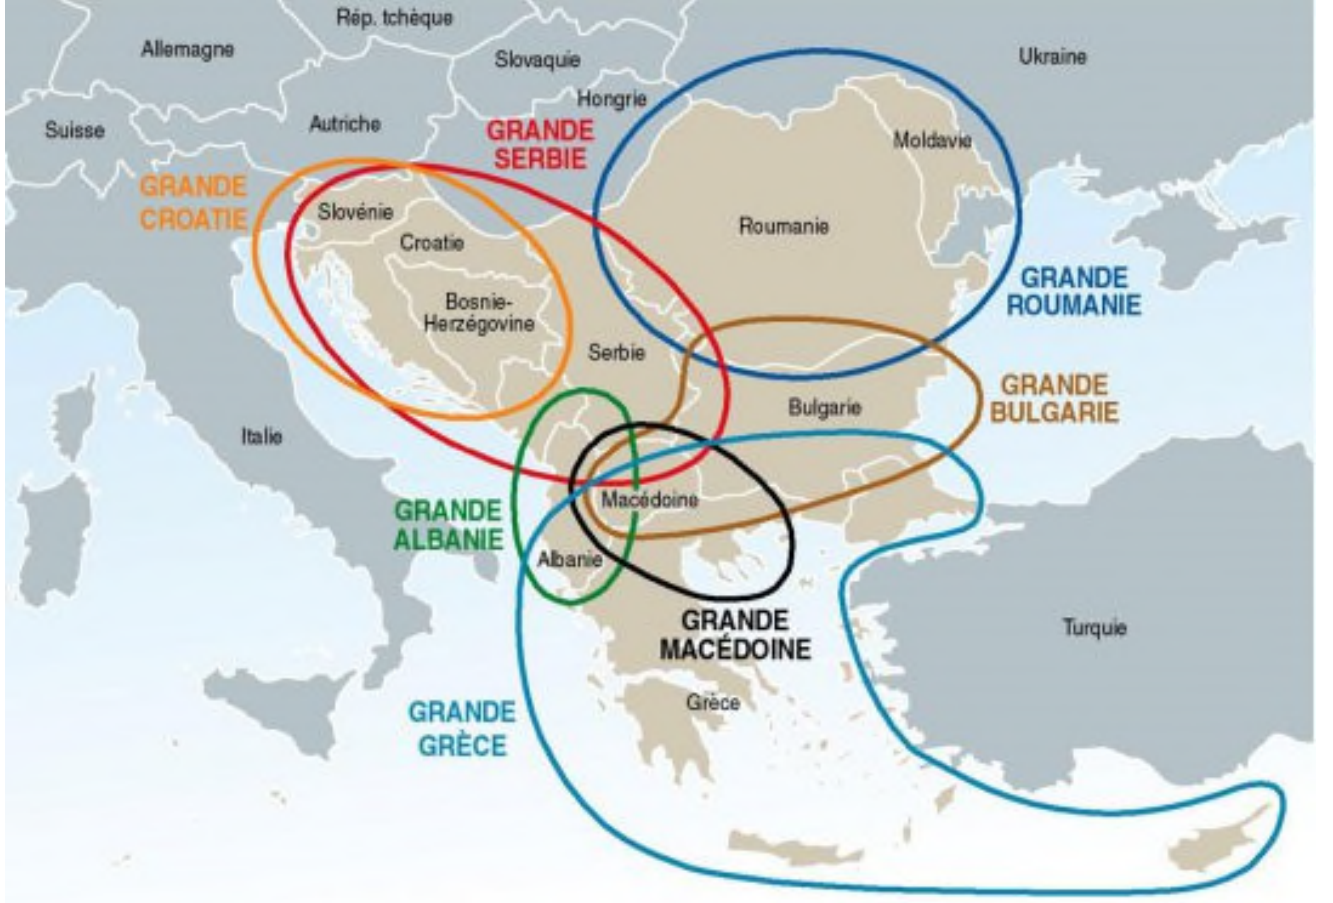 Rép. tchèque
Allemagne
Slovaquie
Ukraine
Hongrie
Suisse
Autriche
GRANDE
SERBIE
Moldavie
GRANDE
CROATIE
Slovénie
Croatie
Roumanie
GRANDE
ROUMANIE
Bosnie-
Herzégovine
Serbie
GRANDE
BULGARIE
Bulgarie
Italie
Macédoine
GRANDE
ALBANIE
Albanie
GRANDE
MACÉDOINE
Turquie
Grèce
GRANDE
GRÈCE